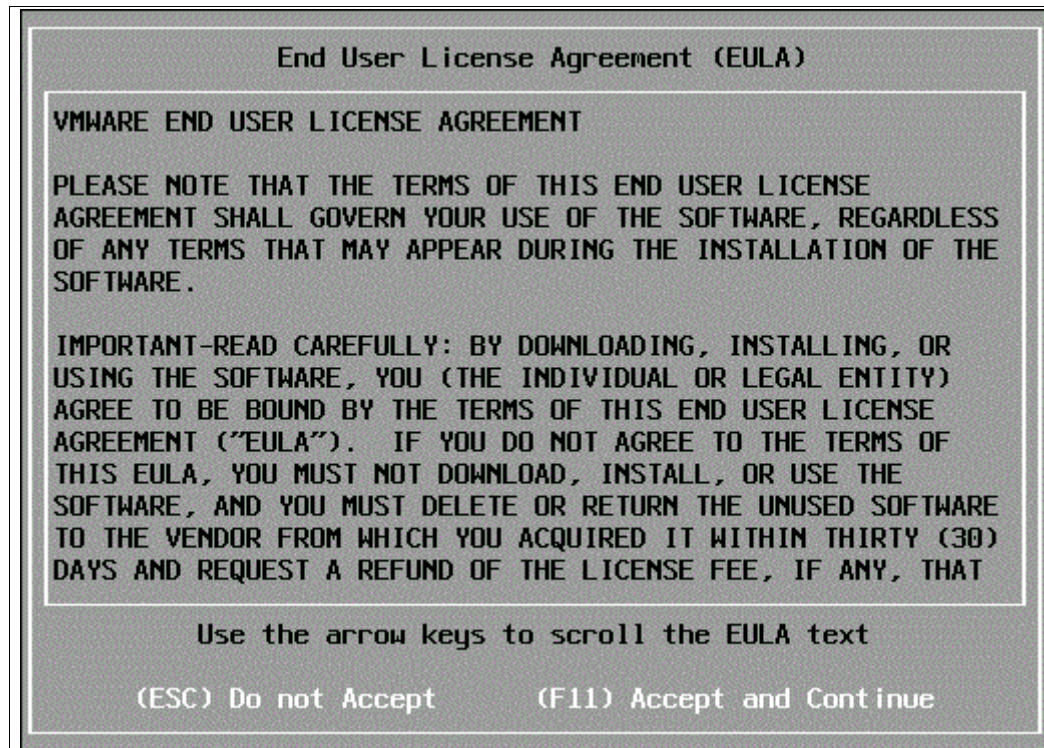 End User License Agreement (EULA)
VMWARE END USER LICENSE AGREEMENT
PLEASE NOTE THAT THE TERMS OF THIS END USER LICENSE
AGREEMENT SHALL GOVERN YOUR USE OF THE SOFTWARE, REGARDLESS
OF ANY TERMS THAT MAY APPEAR DURING THE INSTALLATION OF THE
SOFTWARE.
IMPORTANT-READ CAREFULLY: BY DOWNLOADING, INSTALLING, OR
USING THE SOFTWARE, YOU (THE INDIVIDUAL OR LEGAL ENTITY)
AGREE TO BE BOUND BY THE TERMS OF THIS END USER LICENSE
AGREEMENT ("EULA").  IF YOU DO NOT AGREE TO THE TERMS OF
THIS EULA, YOU MUST NOT DOWNLOAD, INSTALL, OR USE THE
SOFTWARE, AND YOU MUST DELETE OR RETURN THE UNUSED SOFTWARE
TO THE VENDOR FROM WHICH YOU ACQUIRED IT WITHIN THIRTY (30)
DAYS AND REQUEST A REFUND OF THE LICENSE FEE, IF ANY, THAT
Use the arrow keys to scroll the EULA text
(ESC) Do not Accept (F11) Accept and Continue